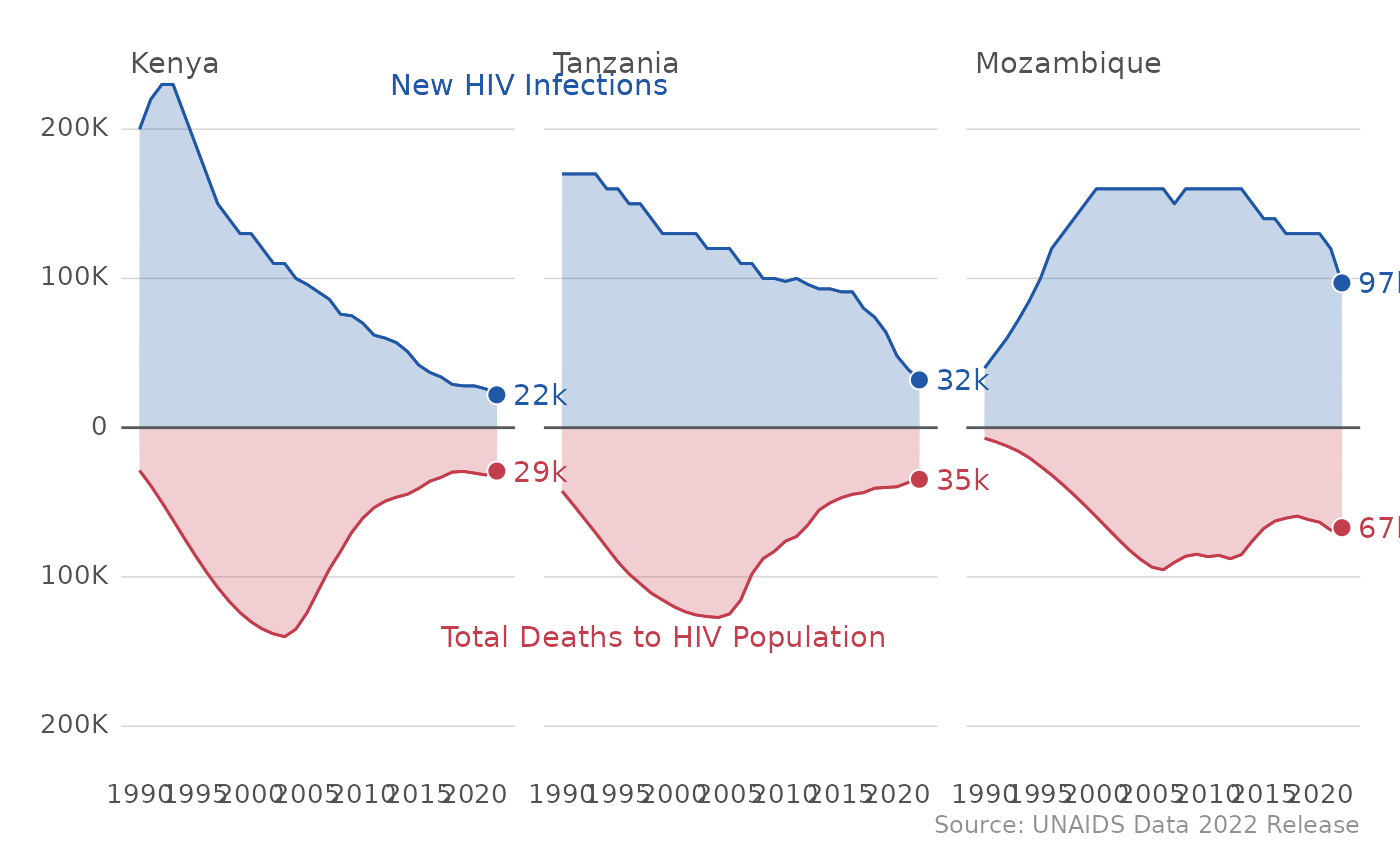 Kenya
Tanzania
Mozambique
New HIV Infections
200K
100K
97k
32k
22k
0
29k
35k
67k
100K
Total Deaths to HIV Population
200K
1990 1995 2000 2005 2010 2015 2020 1990 1995 2000 2005 2010 2015 2020 1990 1995 2000 2005 2010 2015 2020
Source: UNAIDS Data 2022 Release